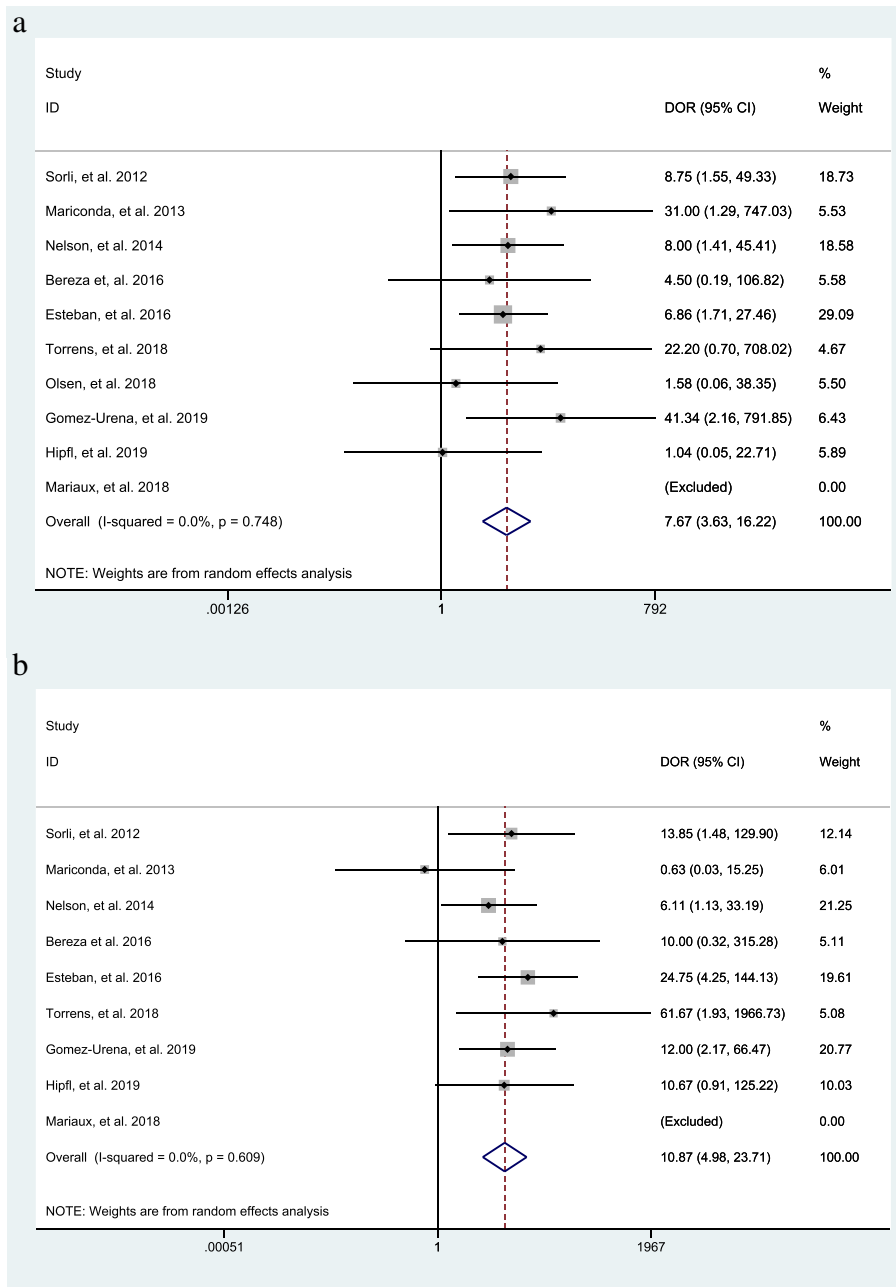 a
Study %
ID DOR (95% CI) Weight
Sorli, et al. 2012 8.75 (1.55, 49.33) 18.73
Mariconda, et al. 2013 31.00 (1.29, 747.03) 5.53
Nelson, et al. 2014 8.00 (1.41, 45.41) 18.58
Bereza et, al. 2016 4.50 (0.19, 106.82) 5.58
Esteban, et al. 2016 6.86 (1.71, 27.46) 29.09
Torrens, et al. 2018 22.20 (0.70, 708.02) 4.67
Olsen, et al. 2018 1.58 (0.06, 38.35) 5.50
Gomez-Urena, et al. 2019 41.34 (2.16, 791.85) 6.43
Hipfl, et al. 2019 1.04 (0.05, 22.71) 5.89
Mariaux, et al. 2018 (Excluded) 0.00
Overall (I-squared = 0.0%, p = 0.748) 7.67 (3.63, 16.22) 100.00
NOTE: Weights are from random effects analysis
.00126 1 792
b
Study %
ID DOR (95% CI) Weight
Sorli, et al. 2012 13.85 (1.48, 129.90) 12.14
Mariconda, et al. 2013 0.63 (0.03, 15.25) 6.01
Nelson, et al. 2014 6.11 (1.13, 33.19) 21.25
Bereza et al. 2016 10.00 (0.32, 315.28) 5.11
Esteban, et al. 2016 24.75 (4.25, 144.13) 19.61
Torrens, et al. 2018 61.67 (1.93, 1966.73) 5.08
Gomez-Urena, et al. 2019 12.00 (2.17, 66.47) 20.77
Hipfl, et al. 2019 10.67 (0.91, 125.22) 10.03
Mariaux, et al. 2018 (Excluded) 0.00
Overall (I-squared = 0.0%, p = 0.609) 10.87 (4.98, 23.71) 100.00
NOTE: Weights are from random effects analysis
.00051 1 1967